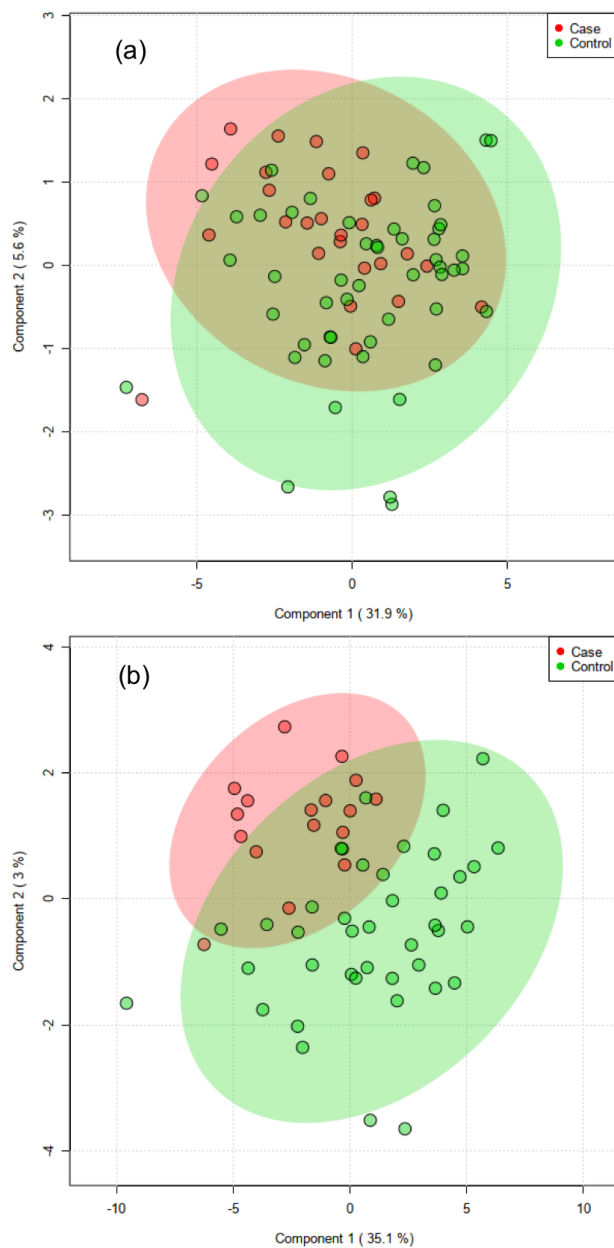 (a)
Case
Control
3
2
1
0
-1
-2
-3
Component 2 ( 5.6 %)
-5
0
5
Component 1 ( 31.9 %)
(b)
Case
Control
4
2
0
-2
-4
Component 2 ( 3 %)
-10
-5
0
5
10
Component 1 ( 35.1 %)